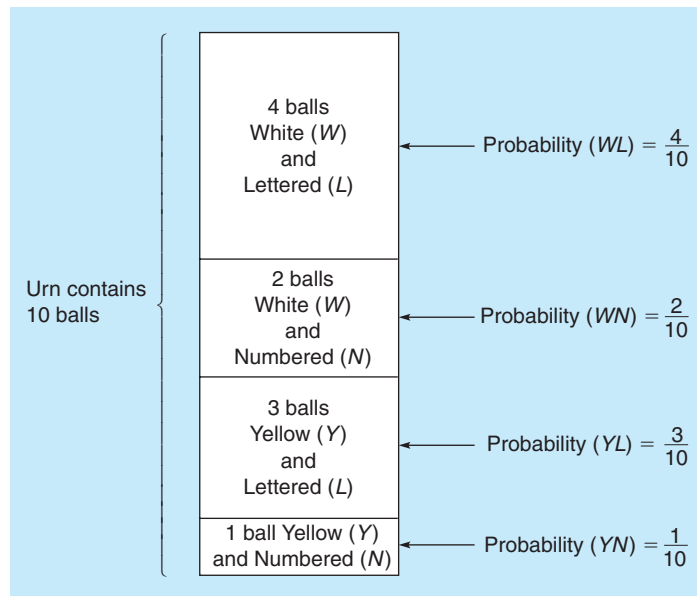 4 balls
White (W)
and
Lettered (L)
Probability (WL) = 4/10
Urn contains
10 balls
2 balls
White (W)
and
Numbered (N)
Probability (WN) = 2/10
3 balls
Yellow (Y)
and
Lettered (L)
Probability (YL) = 3/10
1 ball Yellow (Y)
and Numbered (N)
Probability (YN) = 1/10